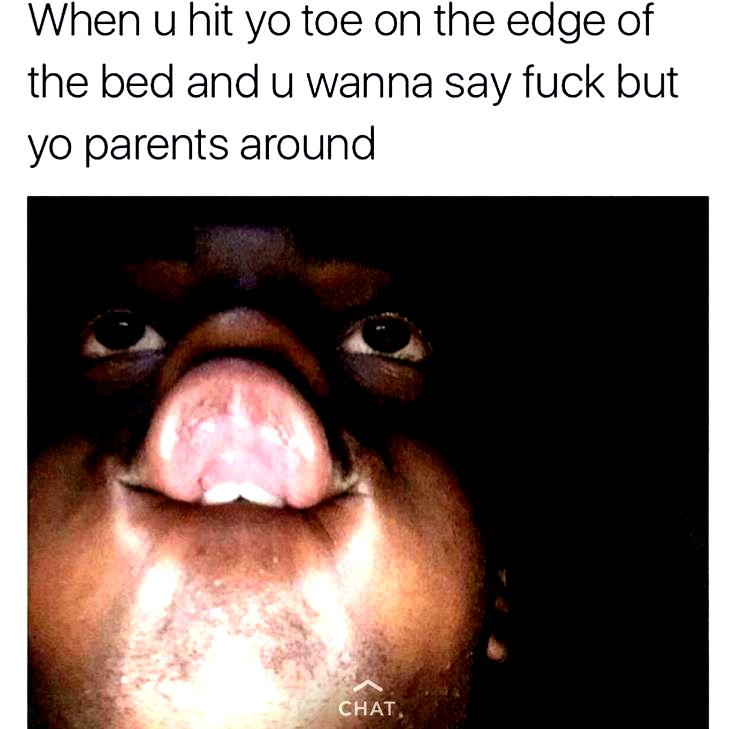 When u hit yo toe on the edge of
the bed and u wanna say fuck but
yo parents around
CHAT